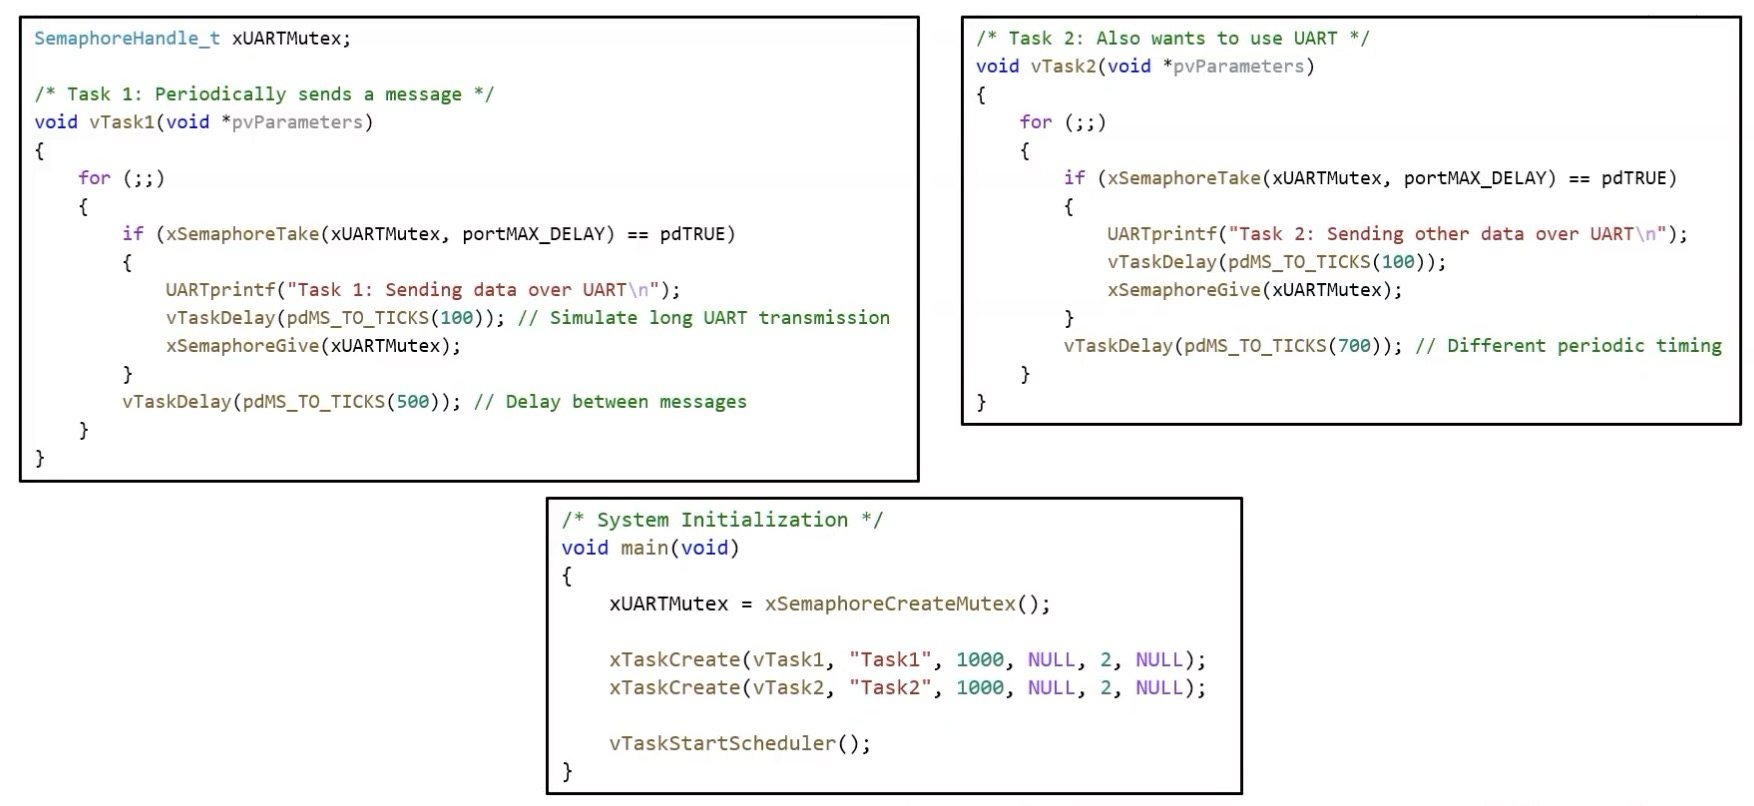 SemaphoreHandle_t xUARTMutex;
/* Task 1: Periodically sends a message */
void vTask1(void *pvParameters)
{
for (;;)
{
if (xSemaphoreTake(xUARTMutex, portMAX_DELAY) == pdTRUE)
{
UARTprintf("Task 1: Sending data over UART\n");
vTaskDelay(pdMS_TO_TICKS(100)); // Simulate long UART transmission
xSemaphoreGive(xUARTMutex);
}
vTaskDelay(pdMS_TO_TICKS(500)); // Delay between messages
}
}
/* Task 2: Also wants to use UART */
void vTask2(void *pvParameters)
{
for (;;)
{
if (xSemaphoreTake(xUARTMutex, portMAX_DELAY) == pdTRUE)
{
UARTprintf("Task 2: Sending other data over UART\n");
vTaskDelay(pdMS_TO_TICKS(100));
xSemaphoreGive(xUARTMutex);
}
vTaskDelay(pdMS_TO_TICKS(700)); // Different periodic timing
}
}
/* System Initialization */
void main(void)
{
xUARTMutex = xSemaphoreCreateMutex();
xTaskCreate(vTask1, "Task1", 1000, NULL, 2, NULL);
xTaskCreate(vTask2, "Task2", 1000, NULL, 2, NULL);
vTaskStartScheduler();
}